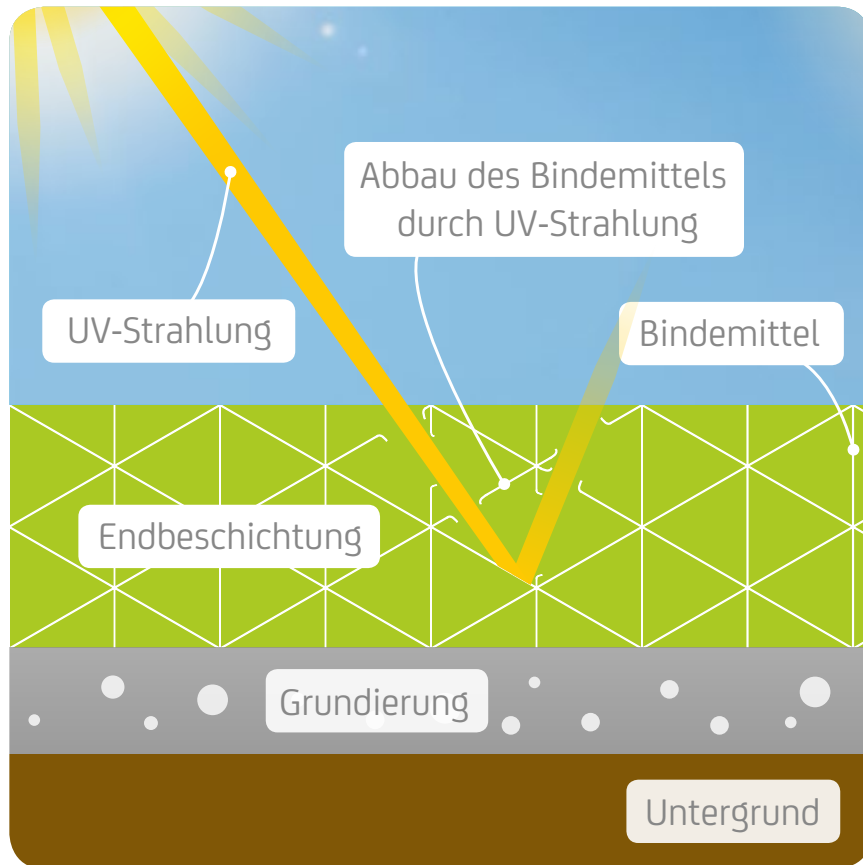 Abbau des Bindemittels
durch UV-Strahlung
UV-Strahlung
Bindemittel
Endbeschichtung
Grundierung
Untergrund